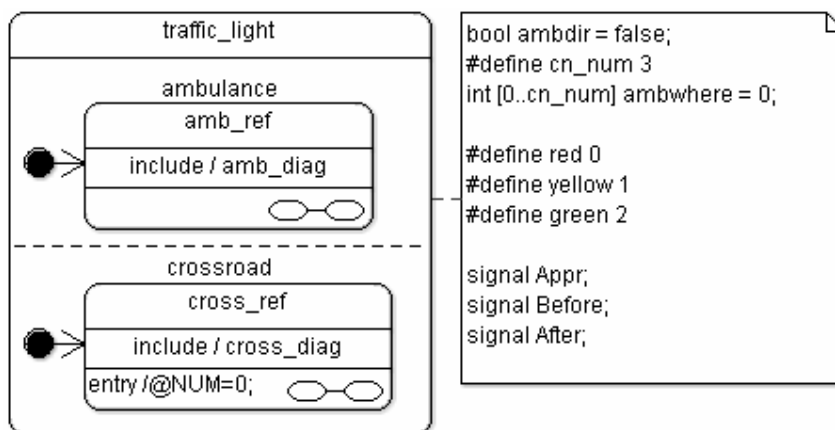 traffic_light
ambulance
amb_ref
include / amb_diag
crossroad
cross_ref
include / cross_diag
entry /@NUM=0;
bool ambdir = false;
#define cn_num 3
int [0..cn_num] ambwhere = 0;
#define red 0
#define yellow 1
#define green 2
signal Appr;
signal Before;
signal After;